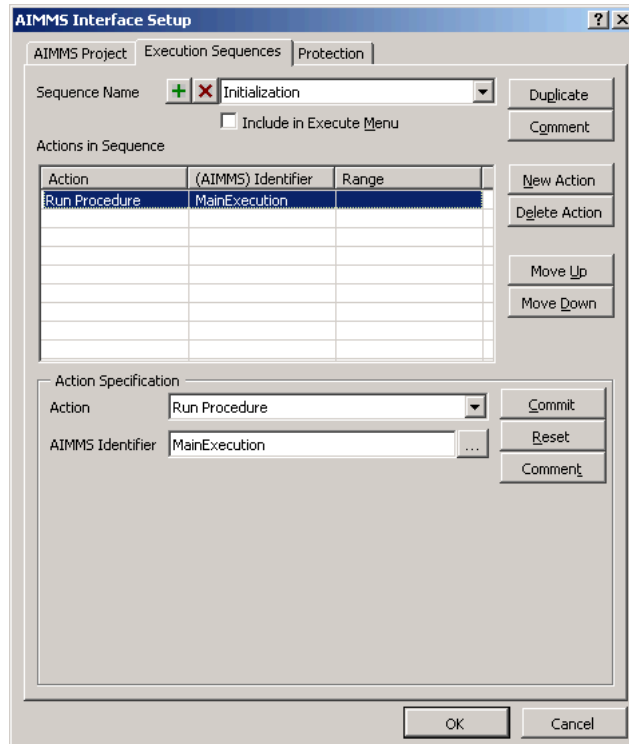 AIMMS Interface Setup
AIMMS Project Execution Sequences Protection
Sequence Name Initialization Duplicate
Include in Execute Menu Comment
Actions in Sequence
Action (AIMMS) Identifier Range New Action
Run Procedure MainExecution
Delete Action
Move Up
Move Down
Action Specification
Action Run Procedure Commit
AIMMS Identifier MainExecution ... Reset
Comment
OK Cancel